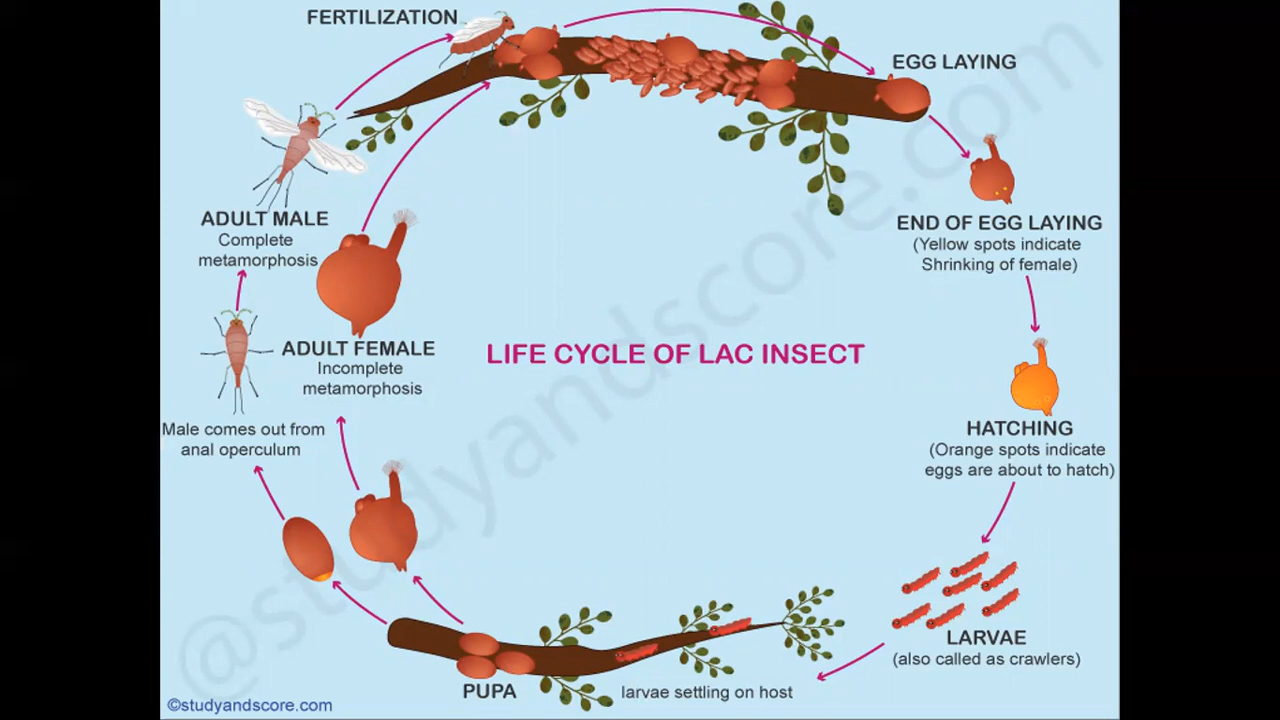 FERTILIZATION
EGG LAYING
ADULT MALE
Complete
metamorphosis
END OF EGG LAYING
(Yellow spots indicate
Shrinking of female)
ADULT FEMALE
Incomplete
metamorphosis
LIFE CYCLE OF LAC INSECT
Male comes out from
anal operculum
HATCHING
(Orange spots indicate
eggs are about to hatch)
LARVAE
(also called as crawlers)
PUPA
larvae settling on host
©studyandscore.com
@studyandscore.com